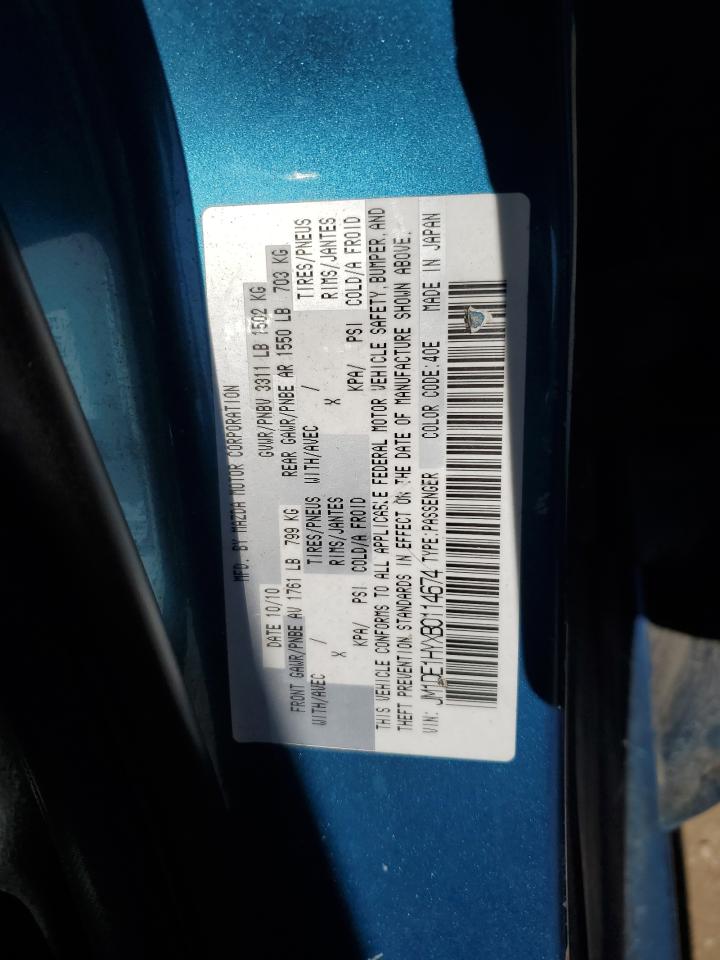 MFD. BY MAZDA MOTOR CORPORATION
DATE 10/10 GVWR/PNBV 3311 LB 1502 KG
FRONT GAWR/PNBE AV 1761 LB 799 KG REAR GAWR/PNBE AR 1550 LB 703 KG
WITH/AVEC / TIRES/PNEUS WITH/AVEC / TIRES/PNEUS
X RIMS/JANTES X RIMS/JANTES
KPA/ PSI COLD/A FROID KPA/ PSI COLD/A FROID
THIS VEHICLE CONFORMS TO ALL APPLICABLE FEDERAL MOTOR VEHICLE SAFETY, BUMPER, AND
THEFT PREVENTION STANDARDS IN EFFECT ON THE DATE OF MANUFACTURE SHOWN ABOVE.
VIN: JM1DE1HYXB0114674 TYPE:PASSENGER COLOR CODE:40E MADE IN JAPAN